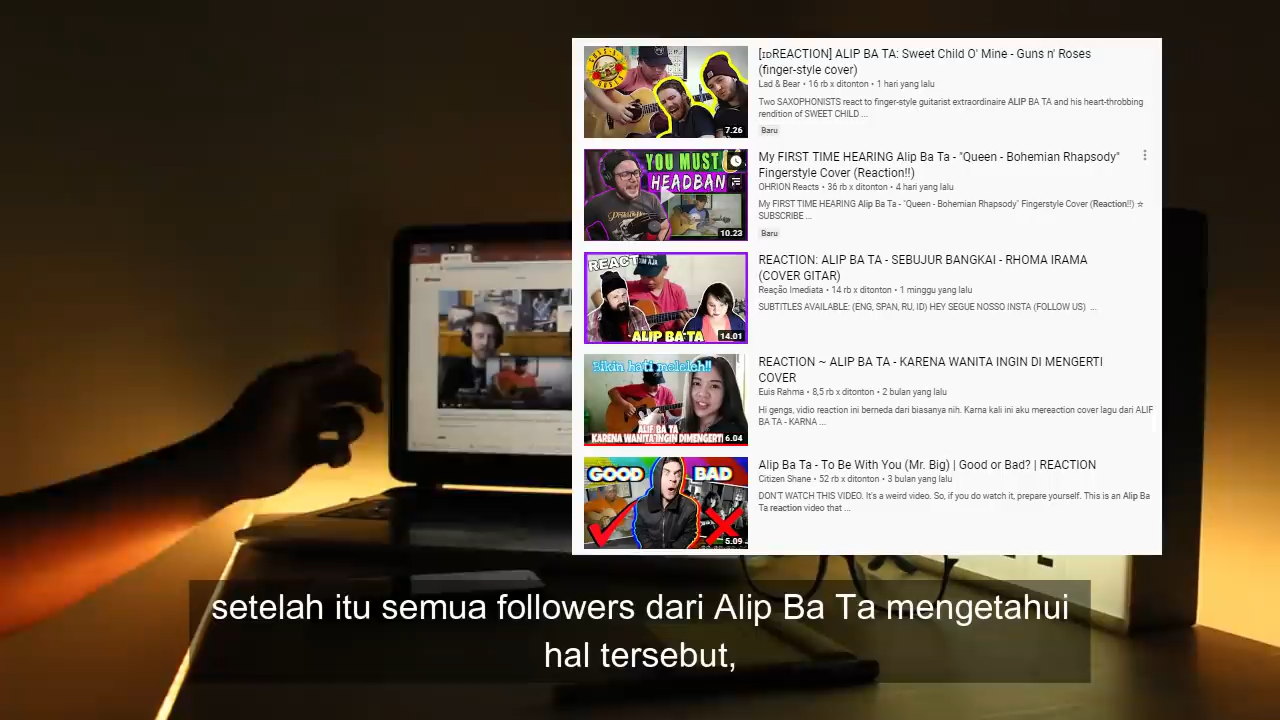 [ɪᴅREACTION] ALIP BA TA: Sweet Child O' Mine - Guns n' Roses
(finger-style cover)
Lad & Bear • 16 rb x ditonton • 1 hari yang lalu
Two SAXOPHONISTS react to finger-style guitarist extraordinaire ALIP BA TA and his heart-throbbing
rendition of SWEET CHILD ...
7.26
Baru
YOU MUST
HEADBAN
10.23
My FIRST TIME HEARING Alip Ba Ta - "Queen - Bohemian Rhapsody"
Fingerstyle Cover (Reaction!!)
OHRION Reacts • 36 rb x ditonton • 4 hari yang lalu
My FIRST TIME HEARING Alip Ba Ta - "Queen - Bohemian Rhapsody" Fingerstyle Cover (Reaction!!) ☆
SUBSCRIBE ...
Baru
REACT
ALIP BA TA
14.01
REACTION: ALIP BA TA - SEBUJUR BANGKAI - RHOMA IRAMA
(COVER GITAR)
Reação Imediata • 14 rb x ditonton • 1 minggu yang lalu
SUBTITLES AVAILABLE: (ENG, SPAN, RU, ID) HEY SEGUE NOSSO INSTA (FOLLOW US) ...
Bikin hati meleleh!!
ALIF BA TA
KARENA WANITA INGIN DIMENGERTI
6.04
REACTION ~ ALIP BA TA - KARENA WANITA INGIN DI MENGERTI
COVER
Euis Rahma • 8,5 rb x ditonton • 2 bulan yang lalu
Hi genga, vidio reaction ini berneda dari biasanya nih. Karna kali ini aku mereaction cover lagu dari ALIF
BA TA - KARNA ...
GOOD
BAD
5.09
Alip Ba Ta - To Be With You (Mr. Big) | Good or Bad? | REACTION
Citizen Shane • 52 rb x ditonton • 3 bulan yang lalu
DON'T WATCH THIS VIDEO. It's a weird video. So, if you do watch it, prepare yourself. This is an Alip Ba
Ta reaction video that ...
setelah itu semua followers dari Alip Ba Ta mengetahui
hal tersebut,